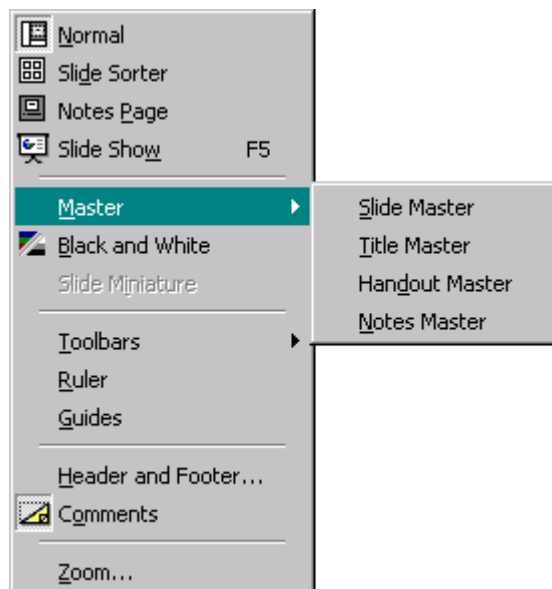 Normal
Slide Sorter
Notes Page
Slide Show F5
Master
Black and White
Slide Miniature
Toolbars
Ruler
Guides
Header and Footer...
Comments
Zoom...
Slide Master
Title Master
Handout Master
Notes Master